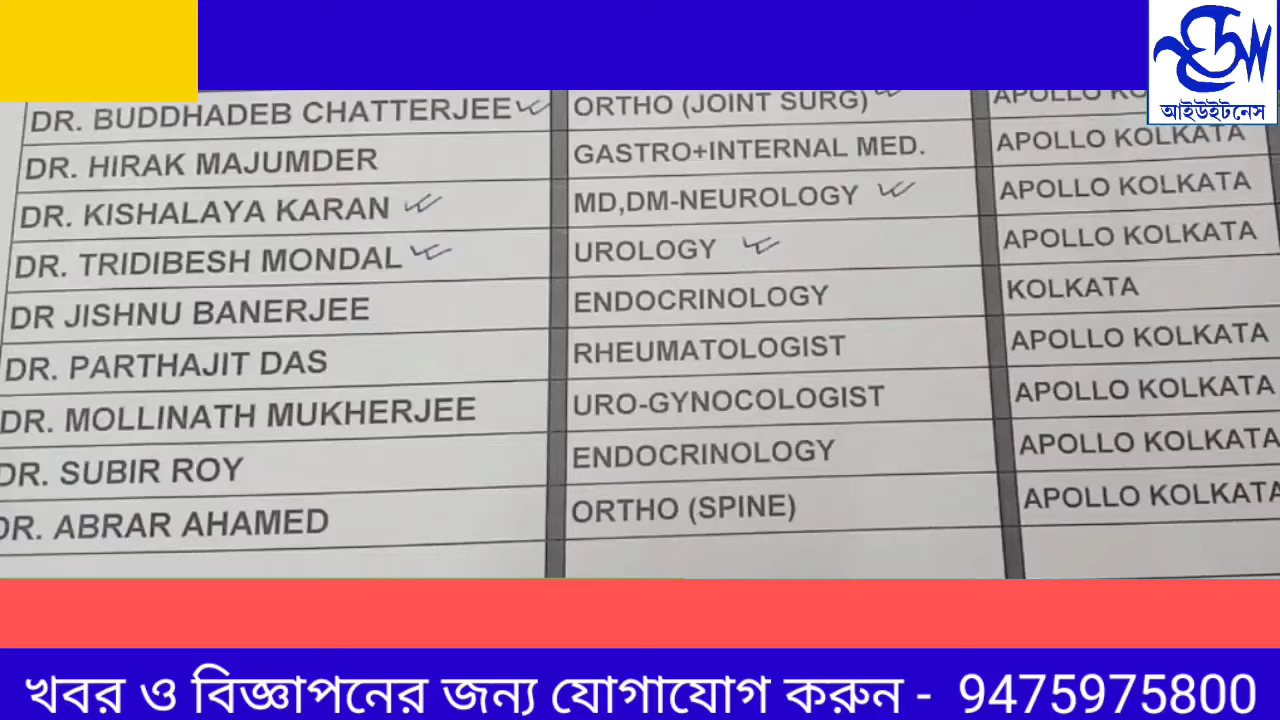 আইউইটনেস
DR. BUDDHADEB CHATTERJEE ORTHO (JOINT SURG) APOLLO
DR. HIRAK MAJUMDER GASTRO+INTERNAL MED. APOLLO KOLKATA
DR. KISHALAYA KARAN MD,DM-NEUROLOGY APOLLO KOLKATA
DR. TRIDIBESH MONDAL UROLOGY APOLLO KOLKATA
DR JISHNU BANERJEE ENDOCRINOLOGY KOLKATA
DR. PARTHAJIT DAS RHEUMATOLOGIST APOLLO KOLKATA
DR. MOLLINATH MUKHERJEE URO-GYNOCOLOGIST APOLLO KOLKATA
DR. SUBIR ROY ENDOCRINOLOGY APOLLO KOLKATA
DR. ABRAR AHAMED ORTHO (SPINE) APOLLO KOLKATA
খবর ও বিজ্ঞাপনের জন্য যোগাযোগ করুন - 9475975800